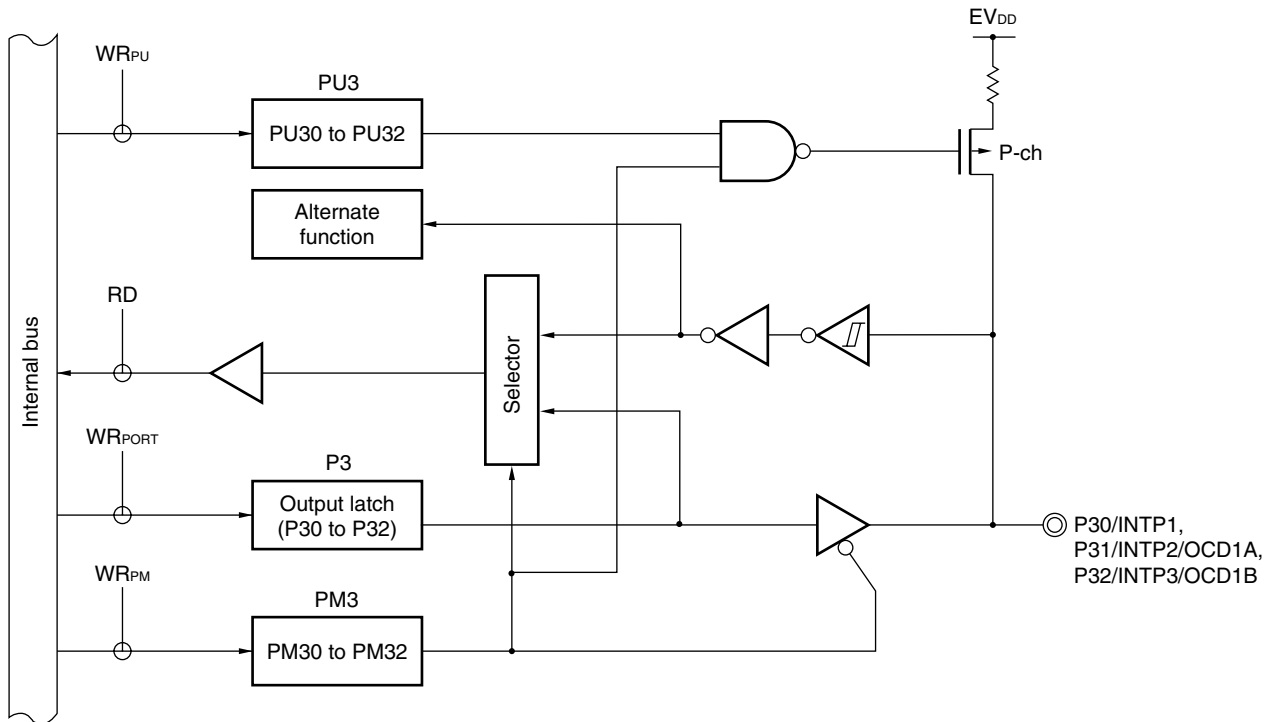 EVDD
WRPU
PU3
PU30 to PU32
P-ch
Alternate
function
RD
Internal bus
Selector
WRPORT
P3
Output latch
(P30 to P32)
P30/INTP1,
P31/INTP2/OCD1A,
P32/INTP3/OCD1B
WRPM
PM3
PM30 to PM32